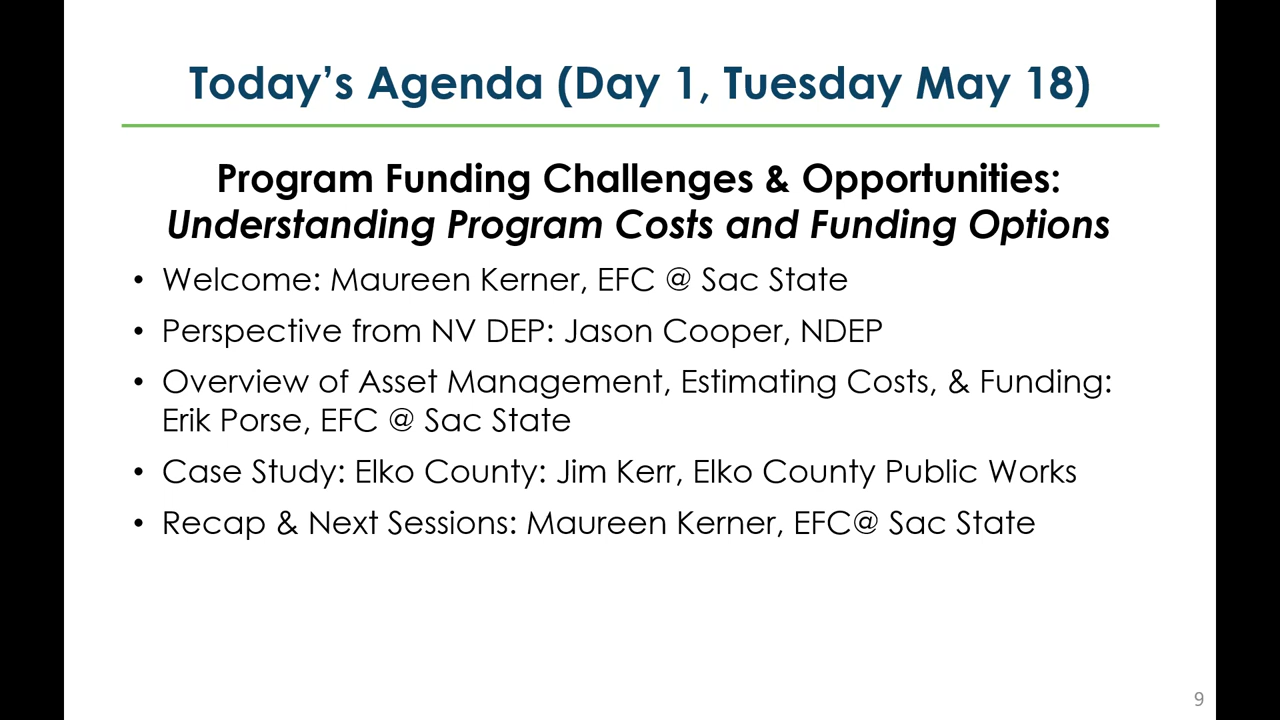 Today’s Agenda (Day 1, Tuesday May 18)
Program Funding Challenges & Opportunities:
Understanding Program Costs and Funding Options
• Welcome: Maureen Kerner, EFC @ Sac State
• Perspective from NV DEP: Jason Cooper, NDEP
• Overview of Asset Management, Estimating Costs, & Funding:
Erik Porse, EFC @ Sac State
• Case Study: Elko County: Jim Kerr, Elko County Public Works
• Recap & Next Sessions: Maureen Kerner, EFC@ Sac State
9